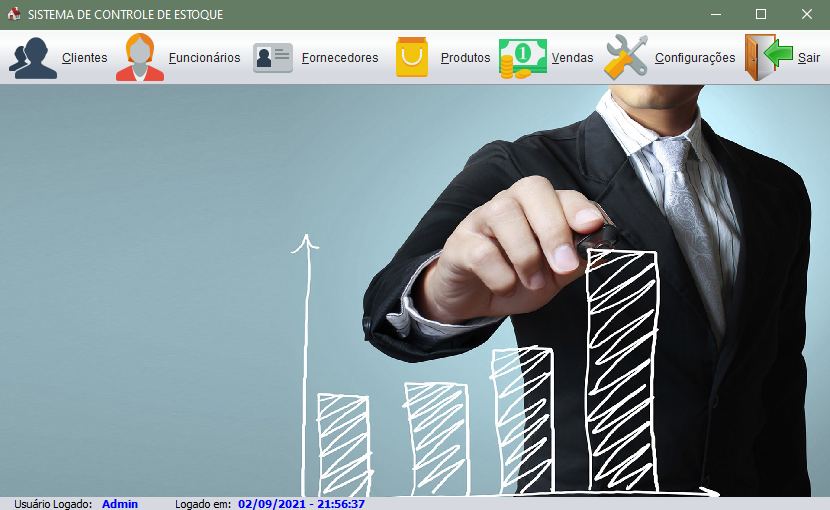 SISTEMA DE CONTROLE DE ESTOQUE
Clientes Funcionários Fornecedores Produtos 1 Vendas Configurações Sair
Usuário Logado: Admin Logado em: 02/09/2021 - 21:56:37